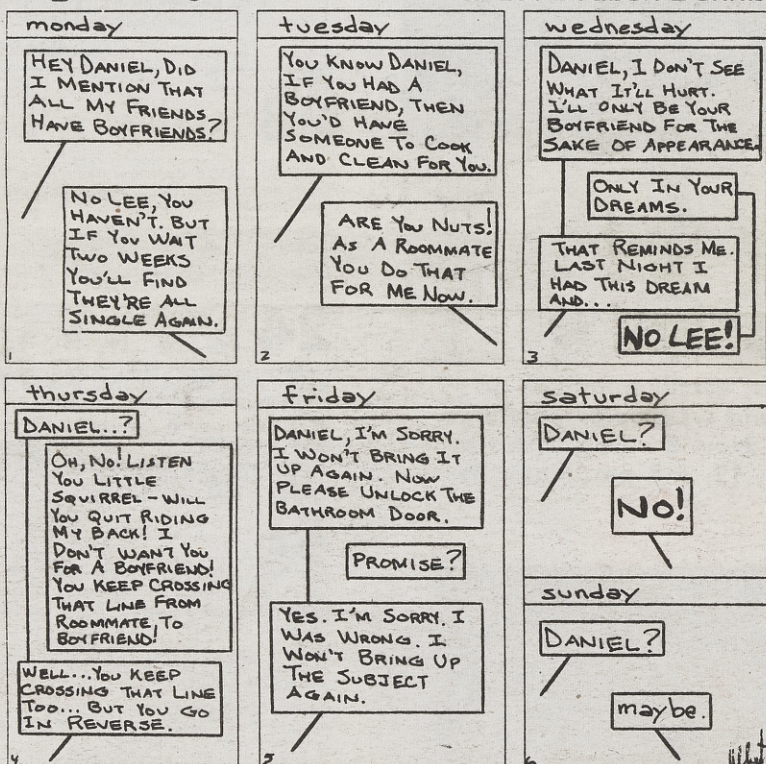 monday
HEY DANIEL, DID
I MENTION THAT
ALL MY FRIENDS
HAVE BOYFRIENDS?
NO LEE, YOU
HAVEN'T. BUT
IF YOU WAIT
TWO WEEKS
YOU'LL FIND
THEY'RE ALL
SINGLE AGAIN.
1
tuesday
YOU KNOW DANIEL,
IF YOU HAD A
BOYFRIEND, THEN
YOU'D HAVE
SOMEONE TO COOK
AND CLEAN FOR YOU.
ARE YOU NUTS!
AS A ROOMMATE
YOU DO THAT
FOR ME NOW.
2
wednesday
DANIEL, I DON'T SEE
WHAT IT'LL HURT.
I'LL ONLY BE YOUR
BOYFRIEND FOR THE
SAKE OF APPEARANCE.
ONLY IN YOUR
DREAMS.
THAT REMINDS ME.
LAST NIGHT I
HAD THIS DREAM
AND...
NO LEE!
3
thursday
DANIEL..?
OH, NO! LISTEN
YOU LITTLE
SQUIRREL - WILL
YOU QUIT RIDING
MY BACK! I
DON'T WANT YOU
FOR A BOYFRIEND!
YOU KEEP CROSSING
THAT LINE FROM
ROOMMATE, TO
BOYFRIEND!
WELL... YOU KEEP
CROSSING THAT LINE
TOO... BUT YOU GO
IN REVERSE.
4
friday
DANIEL, I'M SORRY.
I WON'T BRING IT
UP AGAIN. NOW
PLEASE UNLOCK THE
BATHROOM DOOR.
PROMISE?
YES. I'M SORRY. I
WAS WRONG. I
WON'T BRING UP
THE SUBJECT
AGAIN.
5
saturday
DANIEL?
NO!
sunday
DANIEL?
maybe.
6